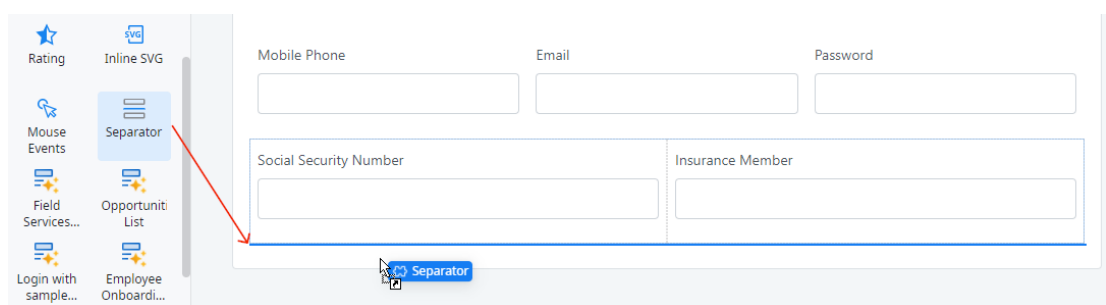 SVG
Rating
Inline SVG
Mobile Phone
Email
Password
Mouse
Events
Separator
Social Security Number
Insurance Member
Field
Services...
Opportuniti
List
Separator
Login with
sample...
Employee
Onboardi...